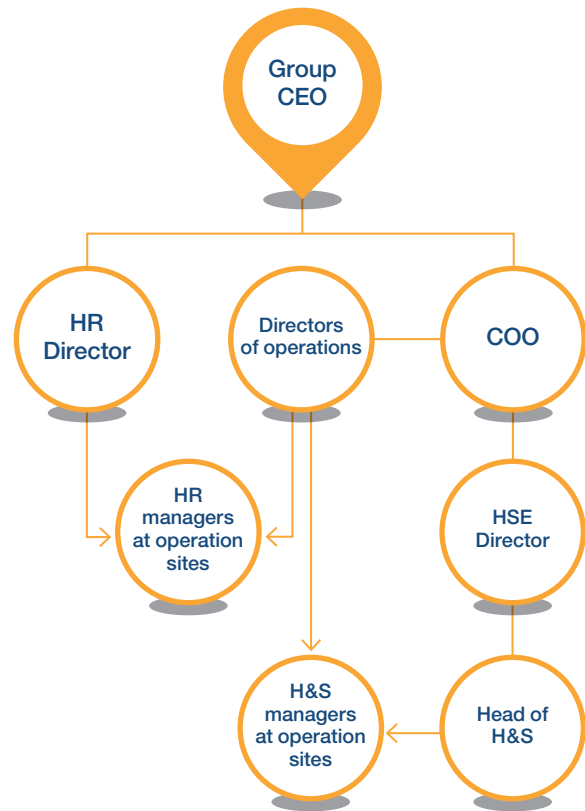 Group
CEO
HR
Director
Directors
of operations
COO
HR
managers
at operation
sites
HSE
Director
H&S
managers
at operation
sites
Head of
H&S